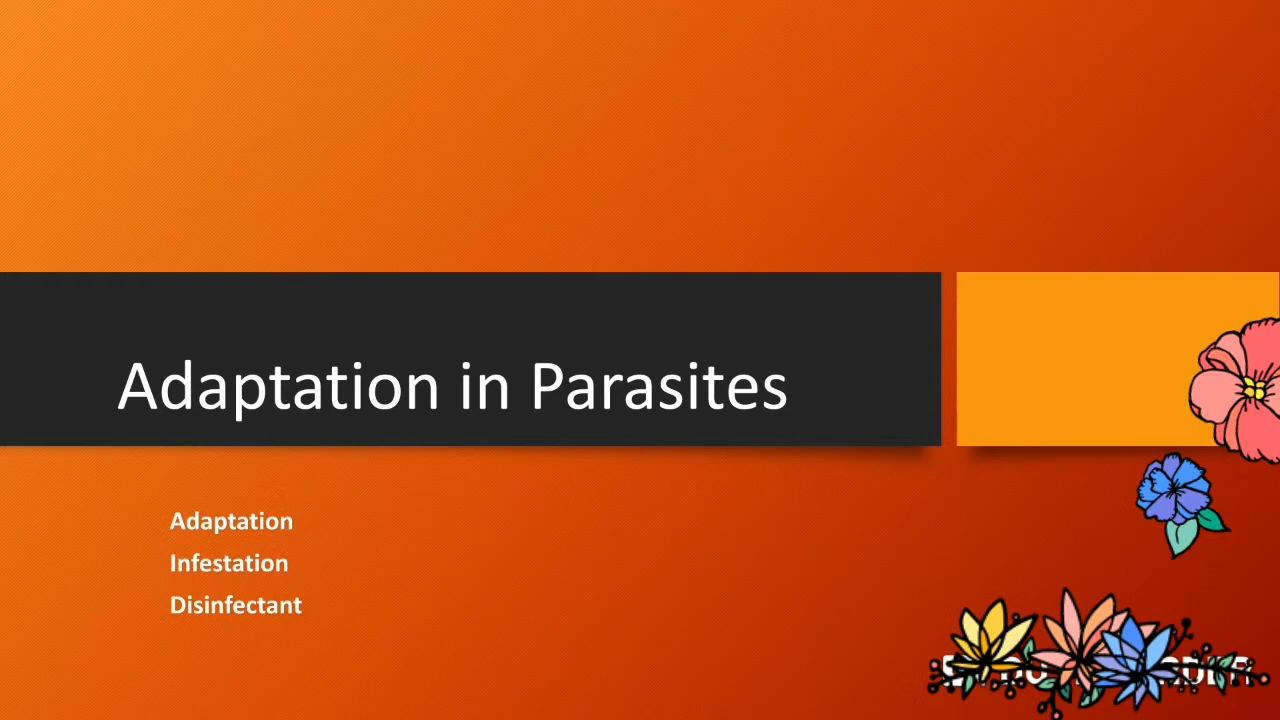 Adaptation in Parasites
Adaptation
Infestation
Disinfectant